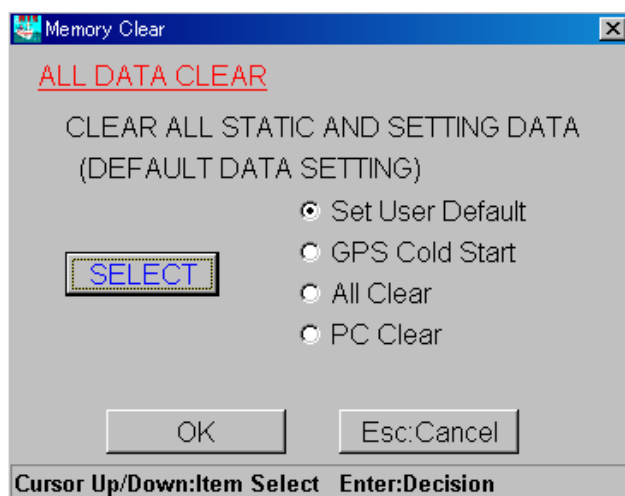 Memory Clear
ALL DATA CLEAR
CLEAR ALL STATIC AND SETTING DATA
(DEFAULT DATA SETTING)
Set User Default
GPS Cold Start
SELECT
All Clear
PC Clear
OK Esc:Cancel
Cursor Up/Down:Item Select Enter:Decision